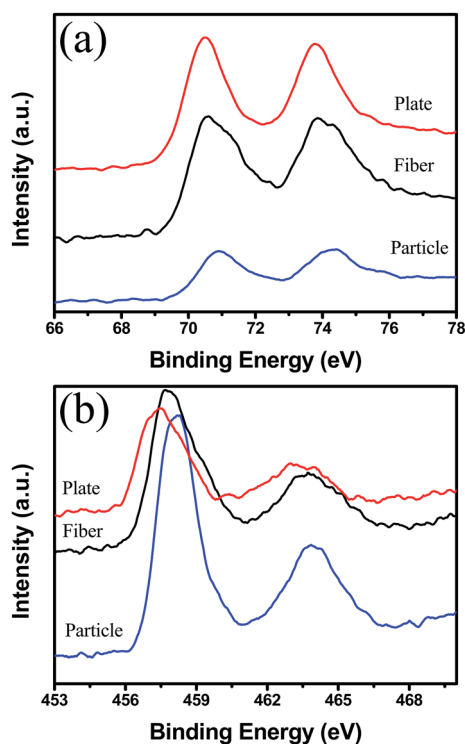 (a)
Plate
Fiber
Particle
Intensity (a.u.)
66 68 70 72 74 76 78
Binding Energy (eV)
(b)
Plate
Fiber
Particle
Intensity (a.u.)
453 456 459 462 465 468
Binding Energy (eV)